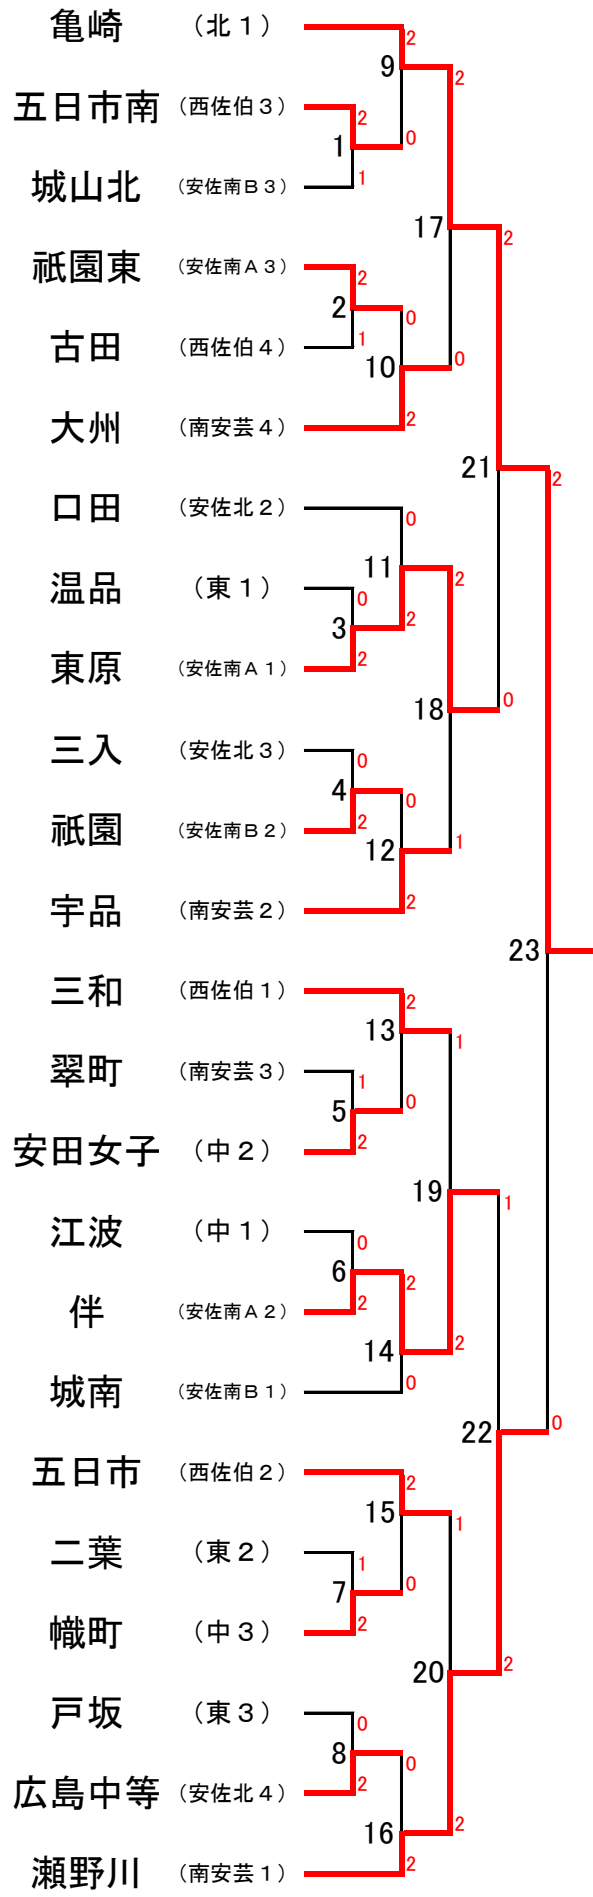 亀崎 （北１） 2
9 2
五日市南 （西佐伯３） 2
1 0
城山北 （安佐南Ｂ３） 1
17 2
祇園東 （安佐南Ａ３） 2
2 0
古田 （西佐伯４） 1
10 0
大州 （南安芸４） 2
21 2
口田 （安佐北２） 0
11 2
温品 （東１） 0
3 2
東原 （安佐南Ａ１） 2
18 0
三入 （安佐北３） 0
4 0
祇園 （安佐南Ｂ２） 2
12 1
宇品 （南安芸２） 2
23
三和 （西佐伯１） 2
13 1
翠町 （南安芸３） 1
5 0
安田女子 （中２） 2
19 1
江波 （中１） 0
6 2
伴 （安佐南Ａ２） 2
14 2
城南 （安佐南Ｂ１） 0
22 0
五日市 （西佐伯２） 2
15 1
二葉 （東２） 1
7 0
幟町 （中３） 2
20 2
戸坂 （東３） 0
8 0
広島中等 （安佐北４） 2
16 2
瀬野川 （南安芸１） 2